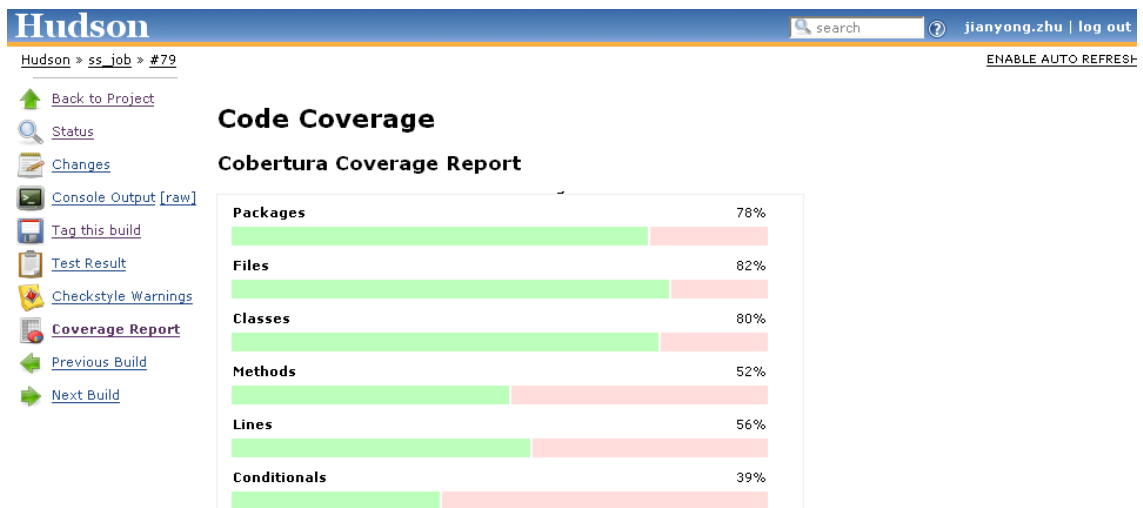 Hudson
search
jianyong.zhu | log out
Hudson » ss_job » #79
ENABLE AUTO REFRESH
Back to Project
Status
Changes
Console Output [raw]
Tag this build
Test Result
Checkstyle Warnings
Coverage Report
Previous Build
Next Build
Code Coverage
Cobertura Coverage Report
Packages 78%
Files 82%
Classes 80%
Methods 52%
Lines 56%
Conditionals 39%